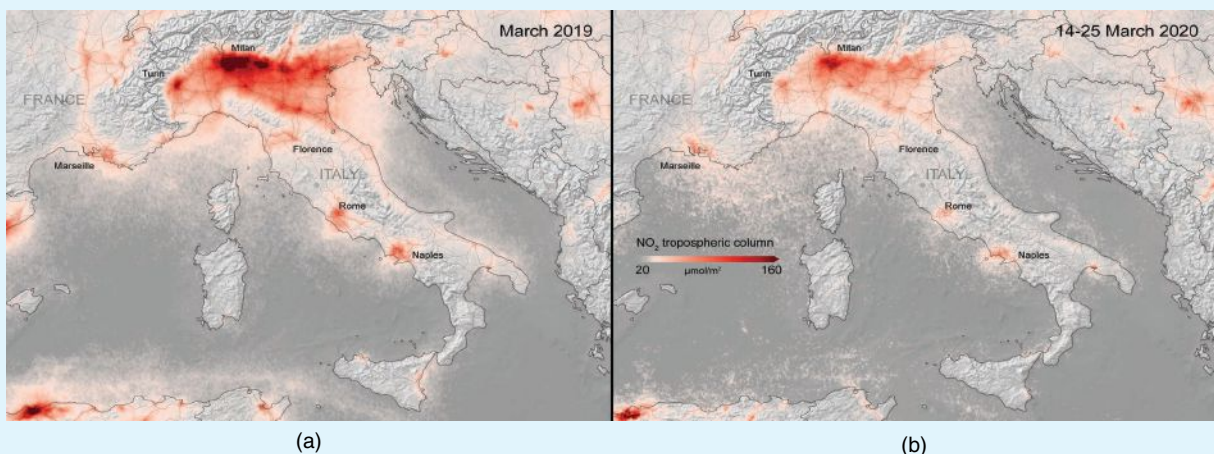 March 2019
Milan
Turin
FRANCE
Florence
Marseille
ITALY
Rome
Naples
(a)
14-25 March 2020
Milan
Turin
FRANCE
Florence
Marseille
ITALY
Rome
NO₂ tropospheric column
20 µmol/m² 160
Naples
(b)